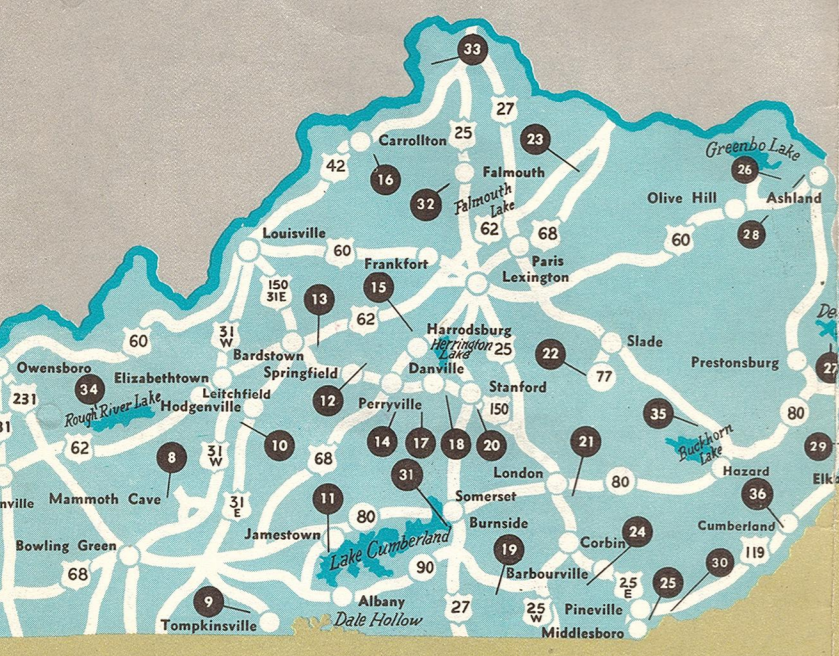 33
27
25
23
Carrollton
42
16
Falmouth
32
Falmouth
Lake
62
68
Greenbo Lake
26
Olive Hill
Ashland
28
60
Louisville
60
Frankfort
Paris
Lexington
150
31E
13
15
62
31
W
60
Harrodsburg
Herrington
Lake
25
Bardstown
Springfield
Danville
22
Slade
77
Prestonsburg
De
27
Owensboro
231
31
34
Rough River Lake
Elizabethtown
Leitchfield
Hodgenville
12
Perryville
Stanford
150
35
Buckhorn
Lake
80
62
8
31
W
10
68
14
17
18
20
21
29
31
London
80
Hazard
Elk
36
nville
Mammoth Cave
31
E
11
80
Somerset
Jamestown
Burnside
Cumberland
Lake Cumberland
Bowling Green
68
90
19
Corbin
24
Barbourville
119
30
25
E
25
9
Tompkinsville
Albany
Dale Hollow
27
25
W
Pineville
Middlesboro